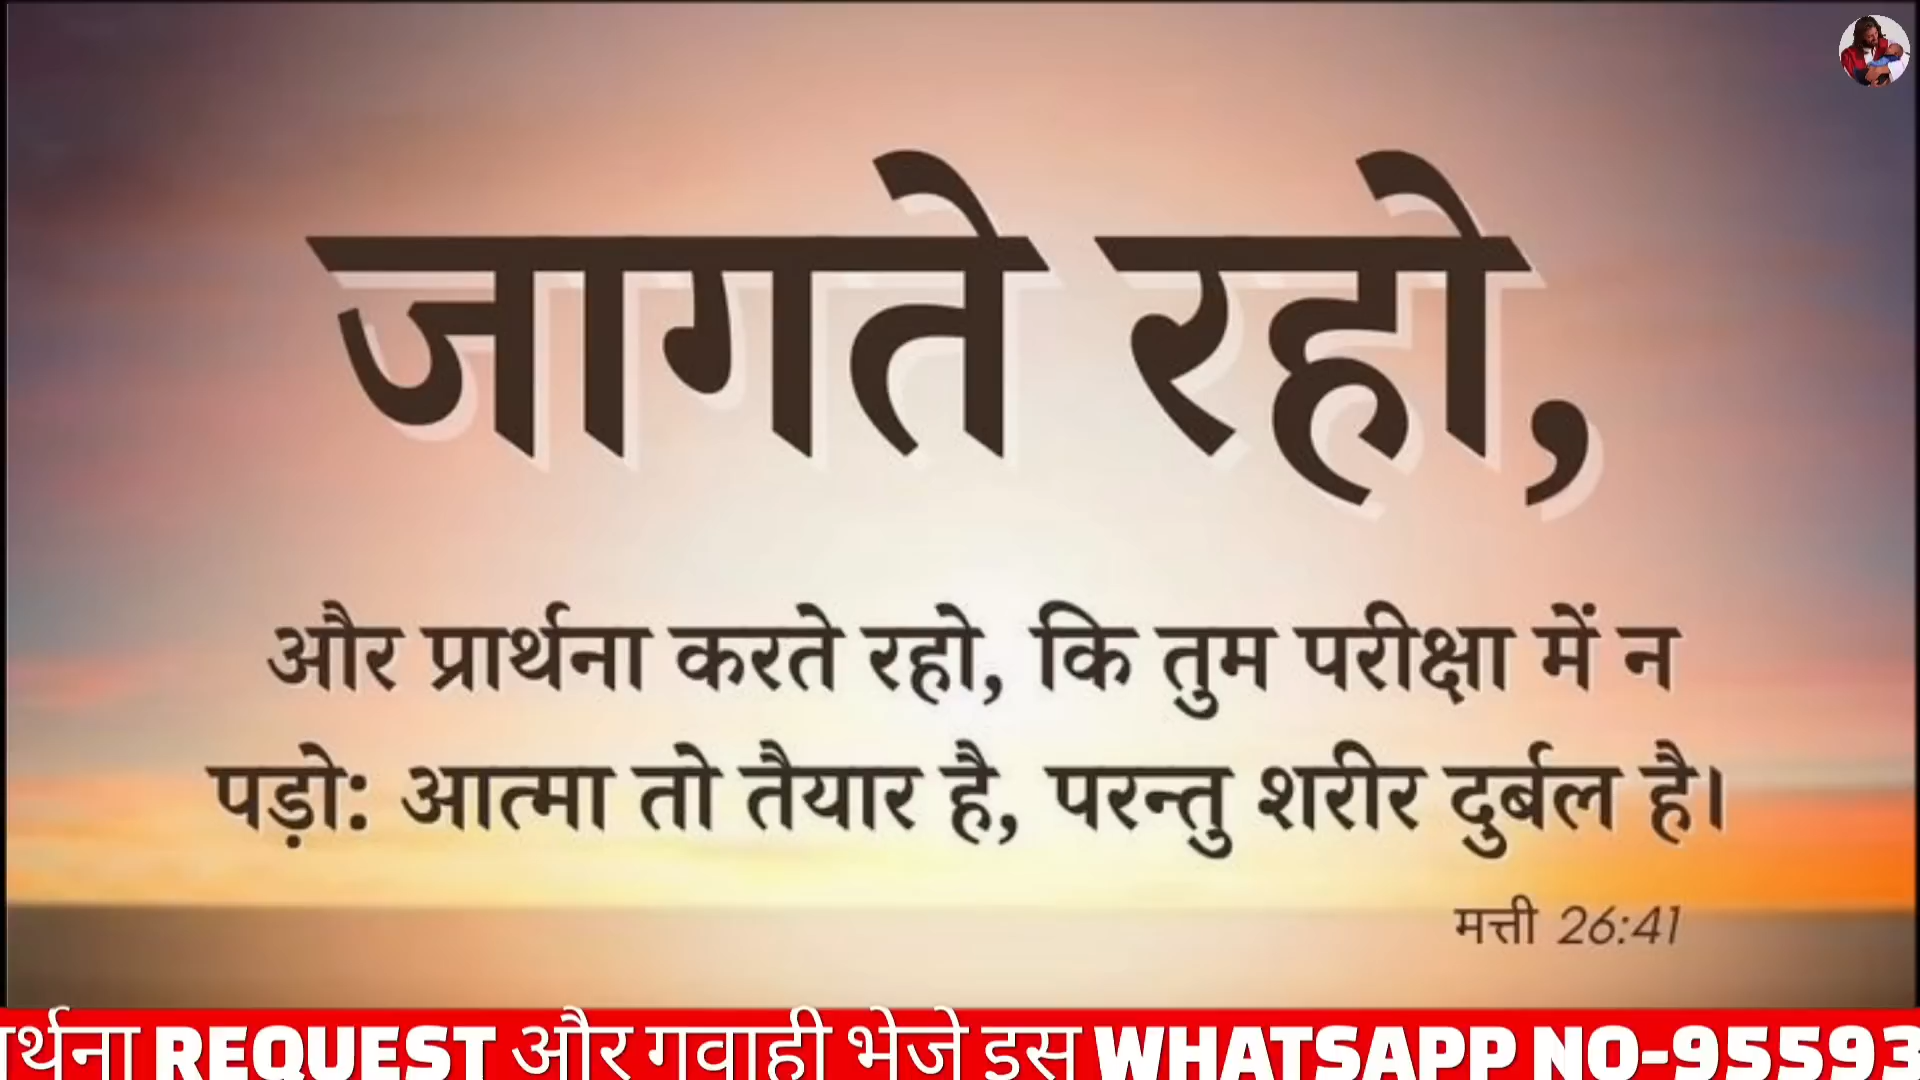 जागते रहो,
और प्रार्थना करते रहो, कि तुम परीक्षा में न
पड़ो: आत्मा तो तैयार है, परन्तु शरीर दुर्बल है।
मत्ती 26:41
REQUEST और गवाही भेजे इस WHATSAPP NO-95593